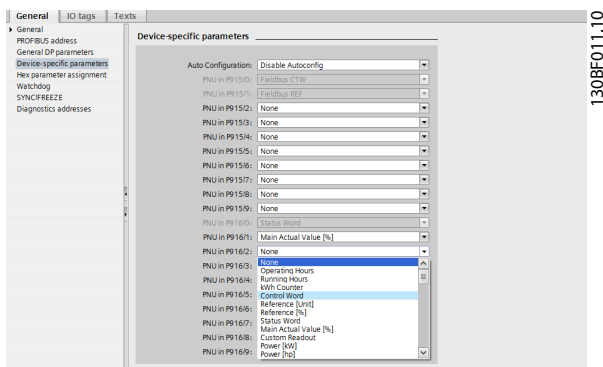 General IO tags Texts
General
PROFIBUS address
General DP parameters
Device-specific parameters
Hex parameter assignment
Watchdog
SYNC/FREEZE
Diagnostics addresses
Device-specific parameters
Auto Configuration: Disable Autoconfig
PNU in P915/0: Fieldbus CTW
PNU in P915/1: Fieldbus REF
PNU in P915/2: None
PNU in P915/3: None
PNU in P915/4: None
PNU in P915/5: None
PNU in P915/6: None
PNU in P915/7: None
PNU in P915/8: None
PNU in P915/9: None
PNU in P916/0: Status Word
PNU in P916/1: Main Actual Value [%]
PNU in P916/2: None
PNU in P916/3:
PNU in P916/4:
PNU in P916/5:
PNU in P916/6:
PNU in P916/7:
PNU in P916/8:
PNU in P916/9:
None
Operating Hours
Running Hours
kWh Counter
Control Word
Reference [Unit]
Reference [%]
Status Word
Main Actual Value [%]
Custom Readout
Power [kW]
Power [hp]
130BF011.10